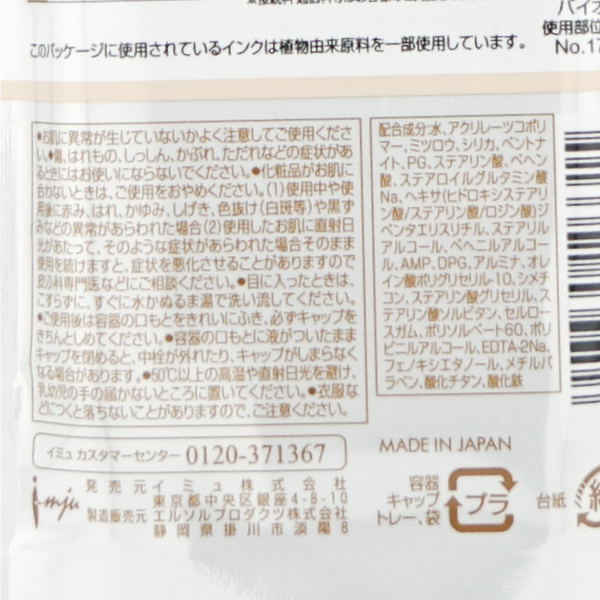 このパッケージに使用されているインクは植物由来原料を一部使用しています。
バイオ
使用部位
No.17
●お肌に異常が生じていないかよく注意してご使用くださ
い。●傷、はれもの、しっしん、かぶれ、ただれなどの症状があ
るときにはお使いにならないでください。●化粧品がお肌に
合わないときは、ご使用をおやめください。(1)使用中や使
用後に赤み、はれ、かゆみ、しげき、色抜け(白斑等)や黒ず
みなどの異常があらわれた場合(2)使用したお肌に直射日
光があたって、そのような症状があらわれた場合そのまま
使用を続けますと、症状を悪化させることがありますので
皮ふ科専門医などにご相談ください。●目に入ったときは、
こすらずに、すぐに水かぬるま湯で洗い流してください。
●ご使用後は容器の口もとをきれいにふき、必ずキャップを
きちんとしめてください。●容器の口もとに液がついたまま
キャップを閉めると、中栓が外れたり、キャップがしまらなく
なる場合があります。●50℃以上の高温や直射日光を避け、
乳幼児の手の届かないところに置いてください。●衣服な
どにつくと落ちないことがありますので、ご注意ください。
配合成分:水、アクリレーツコポリ
マー、ミツロウ、シリカ、ベントナ
イト、PG、ステアリン酸、ベヘン
酸、ステアロイルグルタミン酸
Na、ヘキサ(ヒドロキシステアリ
ン酸/ステアリン酸/ロジン酸)ジ
ペンタエリスリチル、ステアリル
アルコール、ベヘニルアルコー
ル、AMP、DPG、アルミナ、オレ
イン酸ポリグリセリル-10、シメチ
コン、ステアリン酸グリセリル、ス
テアリン酸ソルビタン、セルロー
スガム、ポリソルベート60、ポリ
ビニルアルコール、EDTA-2Na、
フェノキシエタノール、メチルパ
ラベン、酸化チタン、酸化鉄
イミュ カスタマーセンター 0120-371367
MADE IN JAPAN
imju
発売元 イミュ株式会社
東京都中央区銀座4-8-10
製造販売元 エルソルプロダクツ株式会社
静岡県掛川市淡陽8
容器
キャップ
トレー、袋
プラ
台紙